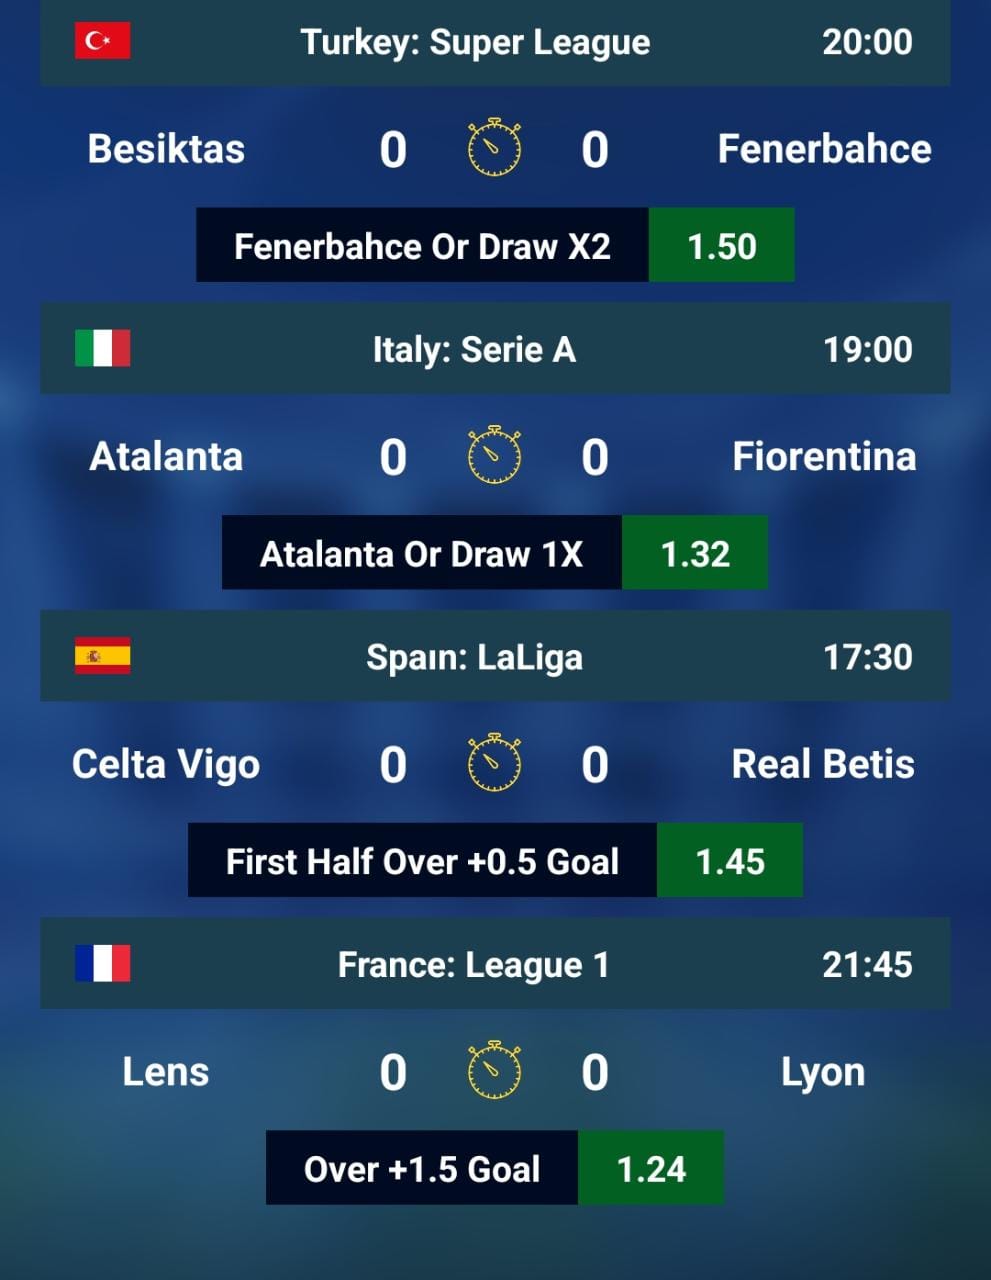 Turkey: Super League 20:00
Besiktas 0 0 Fenerbahce
Fenerbahce Or Draw X2 1.50
Italy: Serie A 19:00
Atalanta 0 0 Fiorentina
Atalanta Or Draw 1X 1.32
Spaın: LaLiga 17:30
Celta Vigo 0 0 Real Betis
First Half Over +0.5 Goal 1.45
France: League 1 21:45
Lens 0 0 Lyon
Over +1.5 Goal 1.24